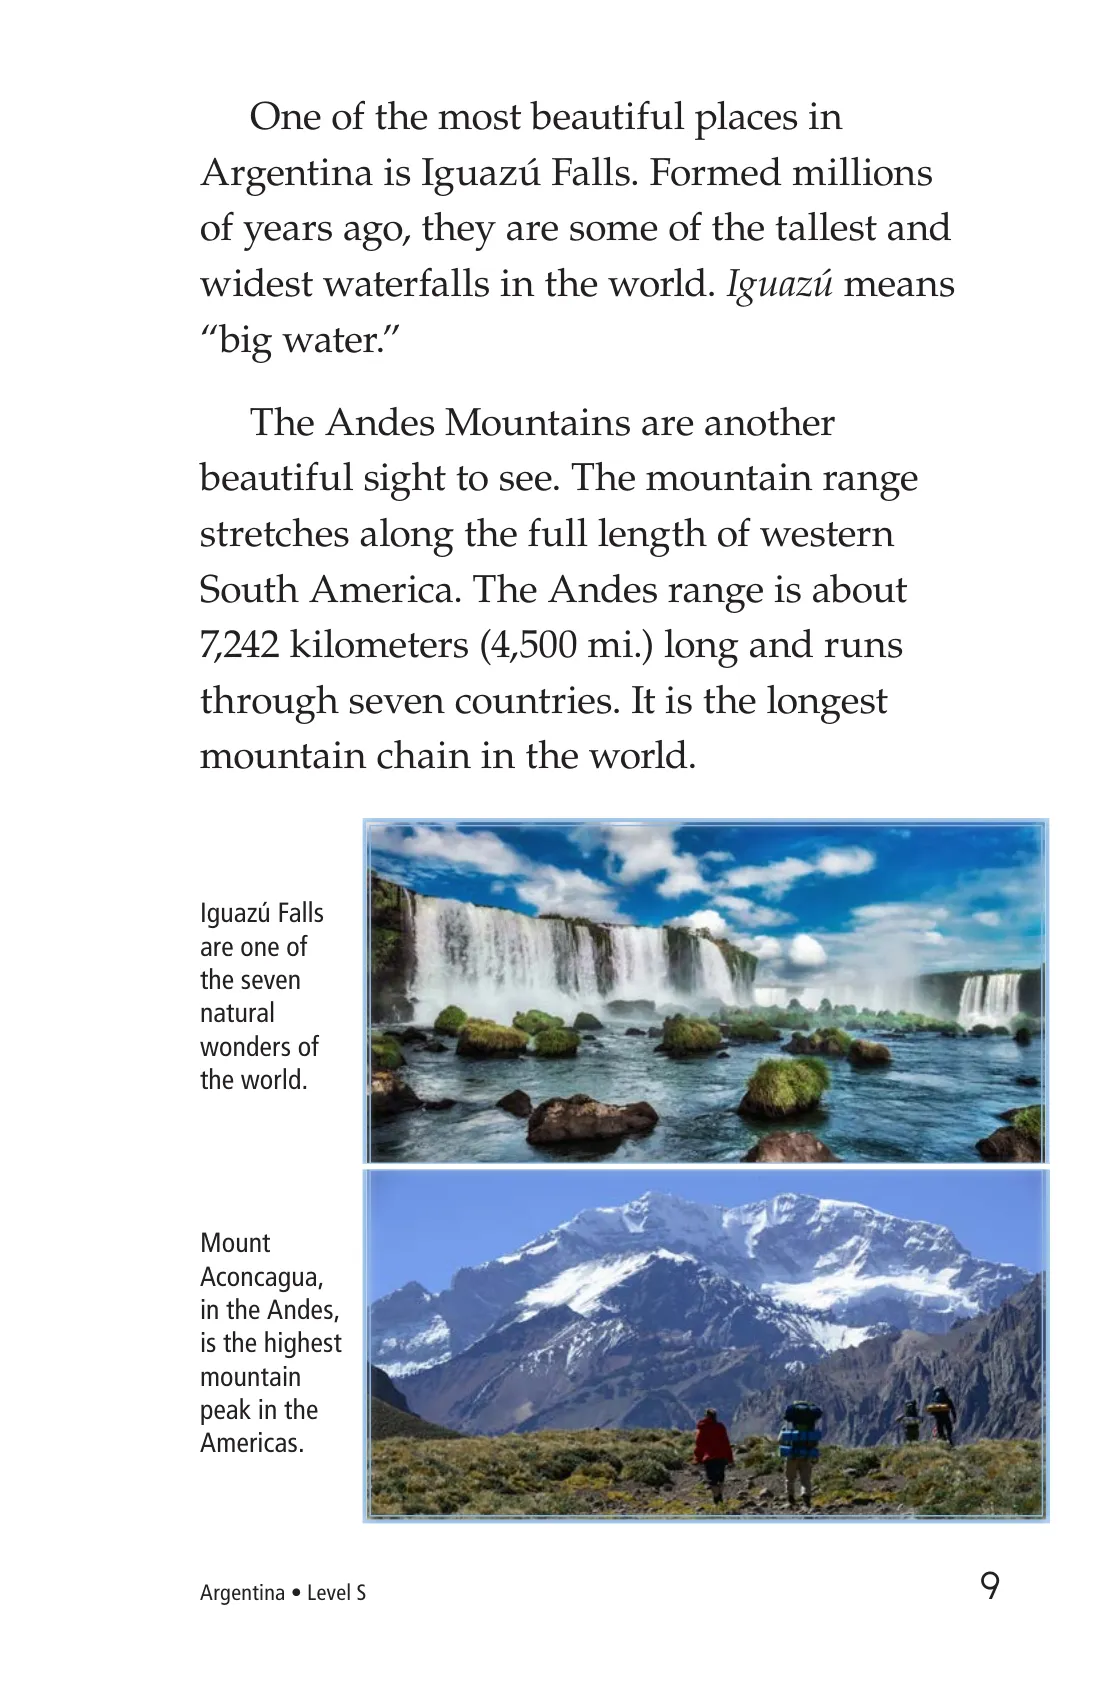 One of the most beautiful places in
Argentina is Iguazú Falls. Formed millions
of years ago, they are some of the tallest and
widest waterfalls in the world. Iguazú means
“big water.”
The Andes Mountains are another
beautiful sight to see. The mountain range
stretches along the full length of western
South America. The Andes range is about
7,242 kilometers (4,500 mi.) long and runs
through seven countries. It is the longest
mountain chain in the world.
Iguazú Falls
are one of
the seven
natural
wonders of
the world.
Mount
Aconcagua,
in the Andes,
is the highest
mountain
peak in the
Americas.
Argentina • Level S
9